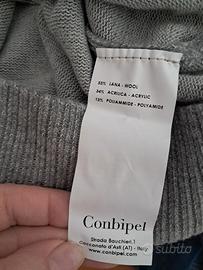 53% LANA - WOOL
34% ACRILICA - ACRYLIC
13% POLIAMMIDE - POLYAMIDE
Conbipel
Strada Bauchieri,1
Cocconato d'Asti (AT) - Italy
www.conbipel.com
subito